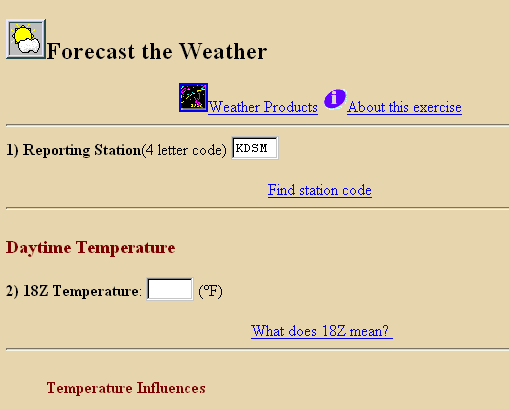 Forecast the Weather
Weather Products About this exercise
1) Reporting Station(4 letter code) KDSM
Find station code
Daytime Temperature
2) 18Z Temperature: (°F)
What does 18Z mean?
Temperature Influences